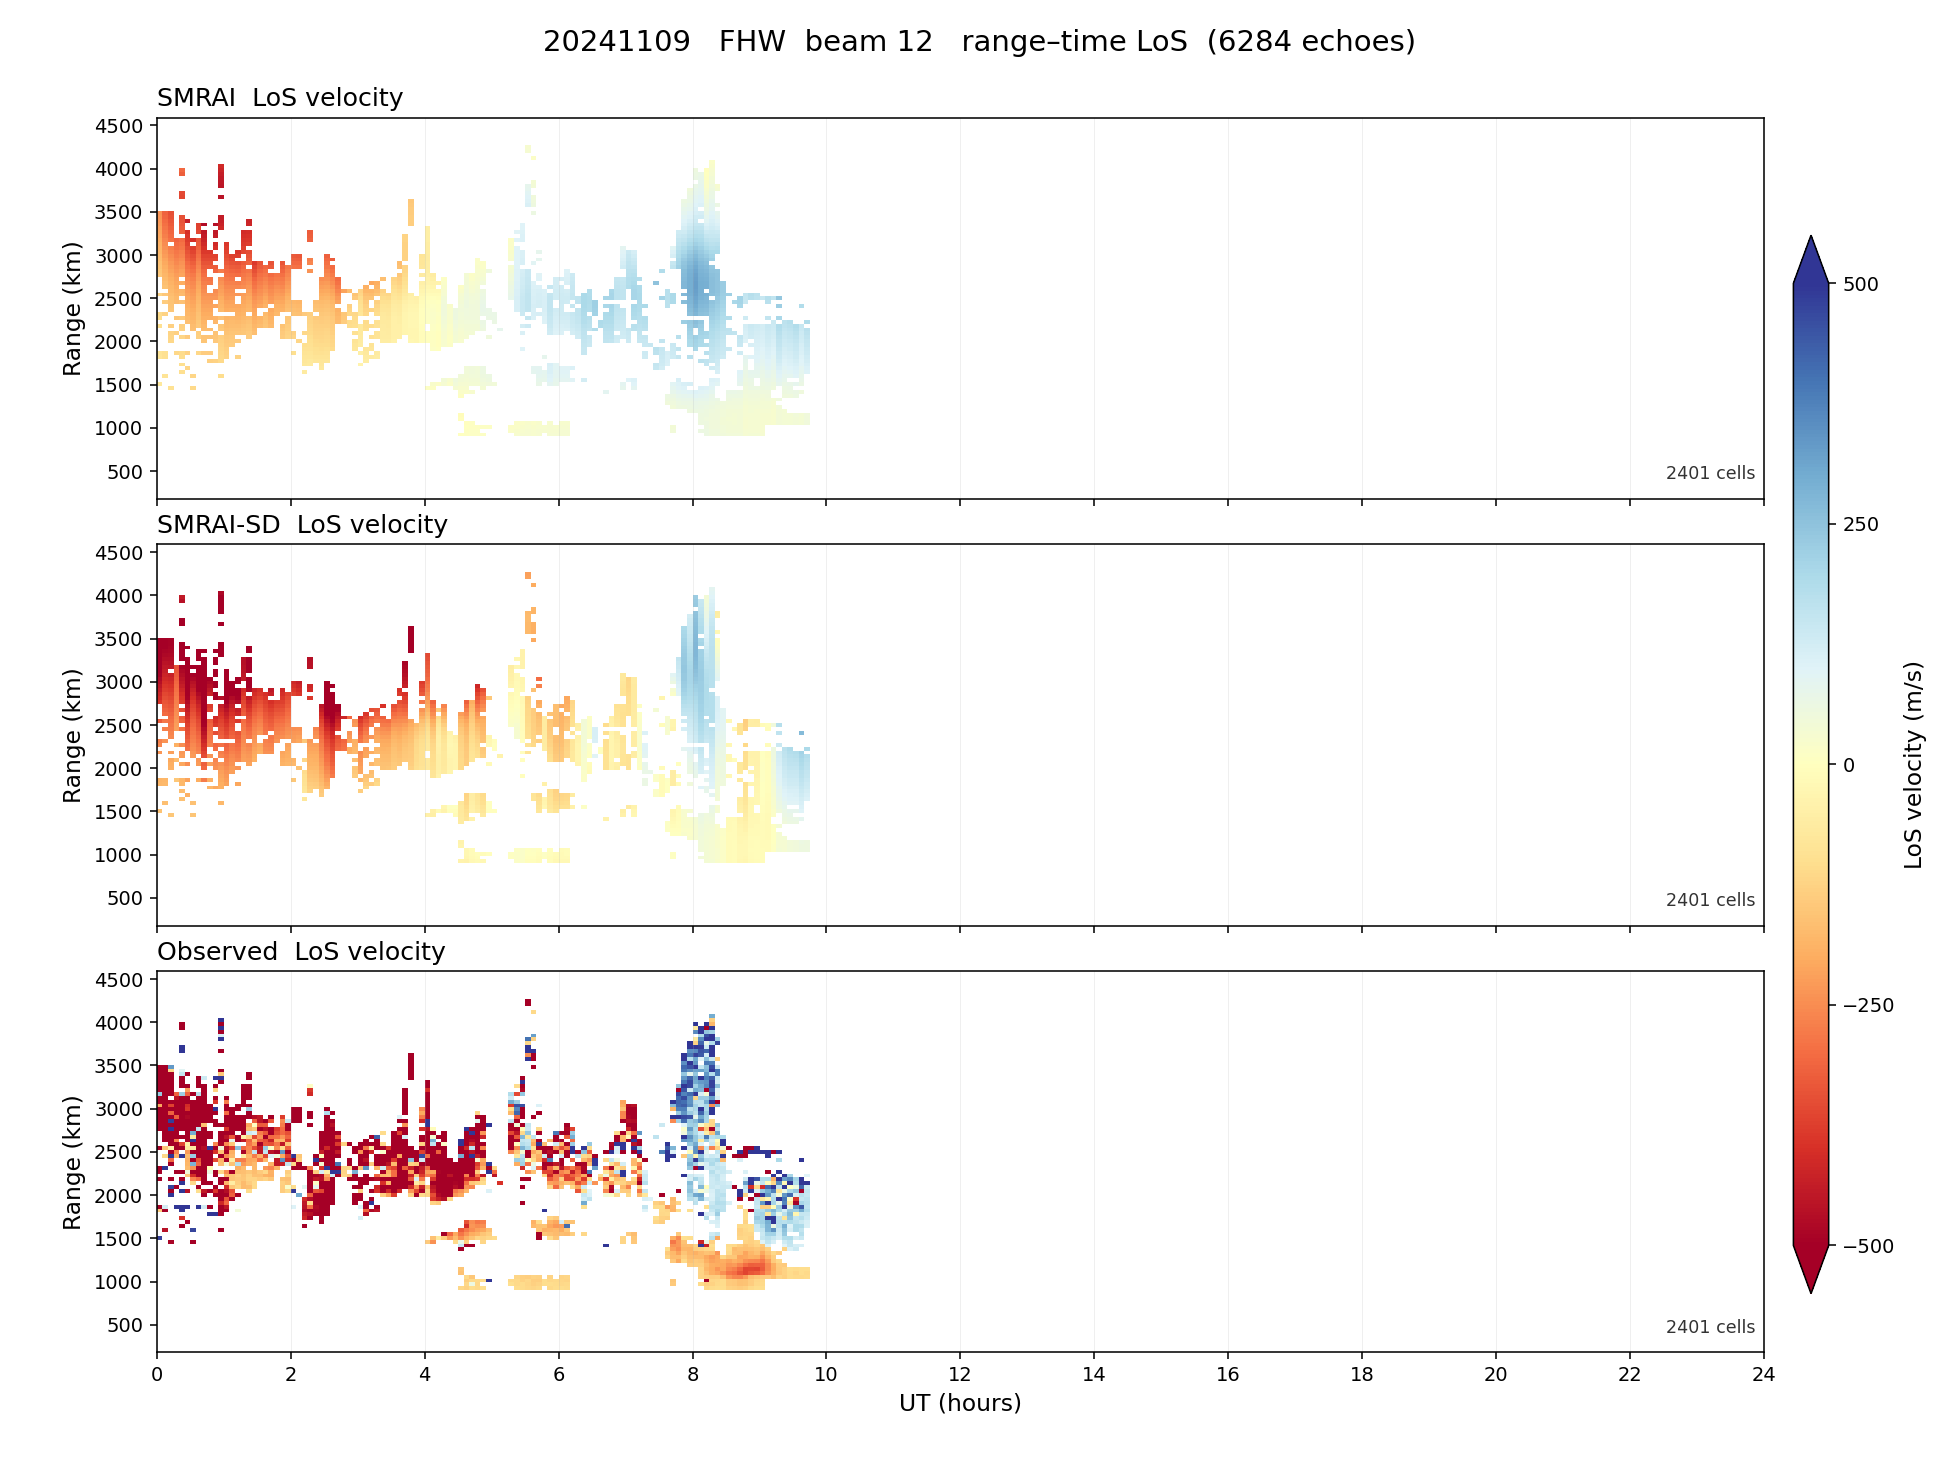 20241109   FHW  beam 12   range–time LoS  (6284 echoes)
SMRAI  LoS velocity
4500
4000
3500
3000
2500
2000
1500
1000
500
Range (km)
2401 cells
SMRAI-SD  LoS velocity
4500
4000
3500
3000
2500
2000
1500
1000
500
Range (km)
2401 cells
Observed  LoS velocity
4500
4000
3500
3000
2500
2000
1500
1000
500
Range (km)
2401 cells
0 2 4 6 8 10 12 14 16 18 20 22 24
UT (hours)
500
250
0
−250
−500
LoS velocity (m/s)